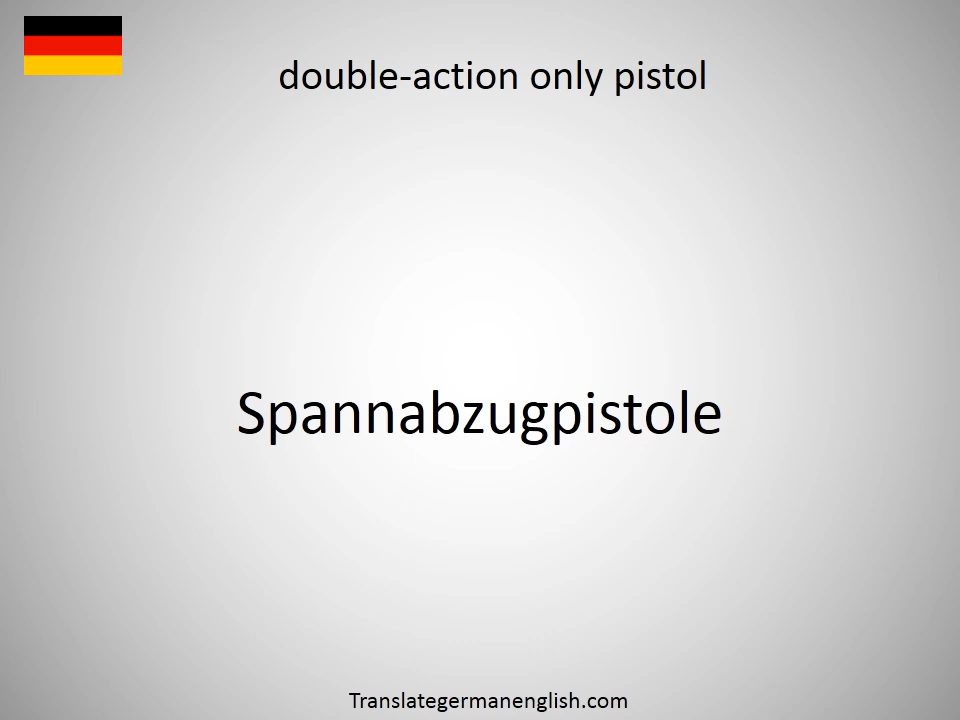 double-action only pistol
Spannabzugpistole
Translategermanenglish.com